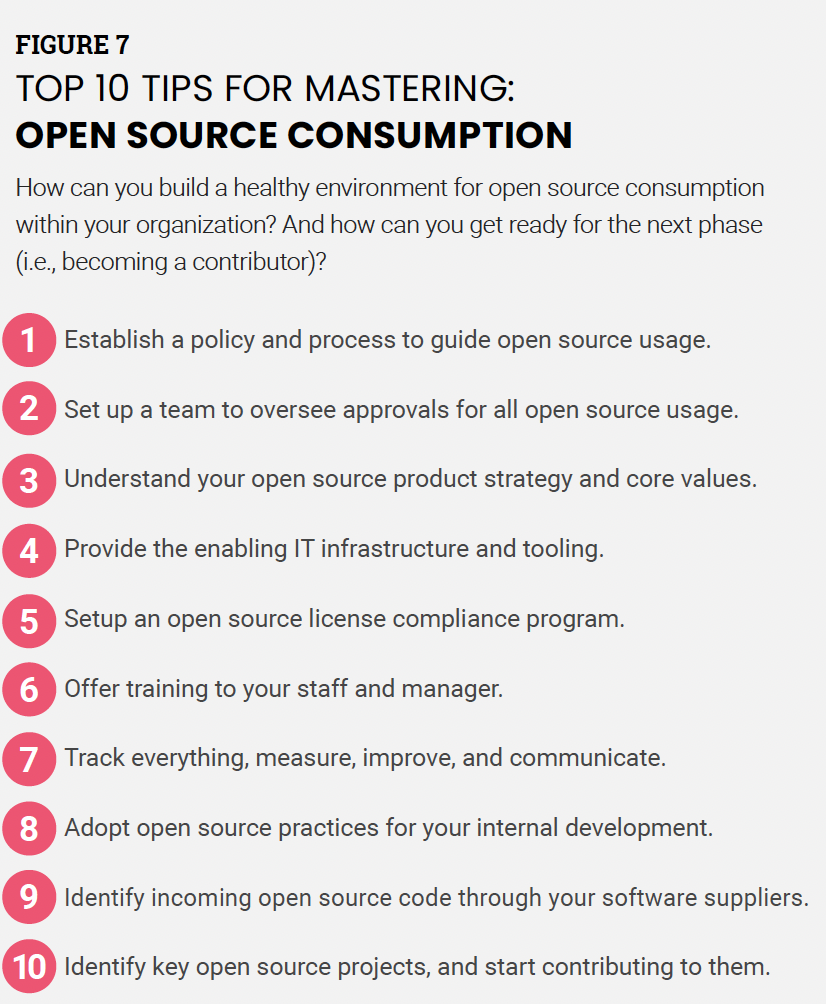 FIGURE 7
TOP 10 TIPS FOR MASTERING:
OPEN SOURCE CONSUMPTION
How can you build a healthy environment for open source consumption
within your organization? And how can you get ready for the next phase
(i.e., becoming a contributor)?
1 Establish a policy and process to guide open source usage.
2 Set up a team to oversee approvals for all open source usage.
3 Understand your open source product strategy and core values.
4 Provide the enabling IT infrastructure and tooling.
5 Setup an open source license compliance program.
6 Offer training to your staff and manager.
7 Track everything, measure, improve, and communicate.
8 Adopt open source practices for your internal development.
9 Identify incoming open source code through your software suppliers.
10 Identify key open source projects, and start contributing to them.